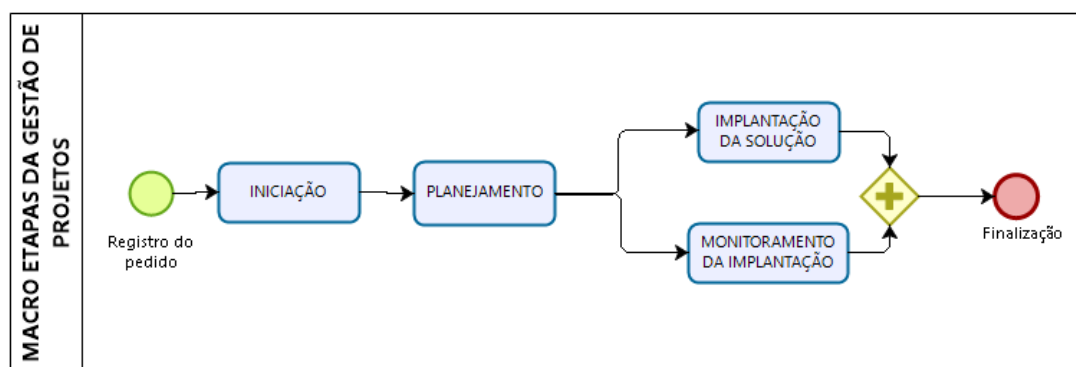 MACRO ETAPAS DA GESTÃO DE
PROJETOS
Registro do
pedido
INICIAÇÃO
PLANEJAMENTO
IMPLANTAÇÃO
DA SOLUÇÃO
MONITORAMENTO
DA IMPLANTAÇÃO
Finalização